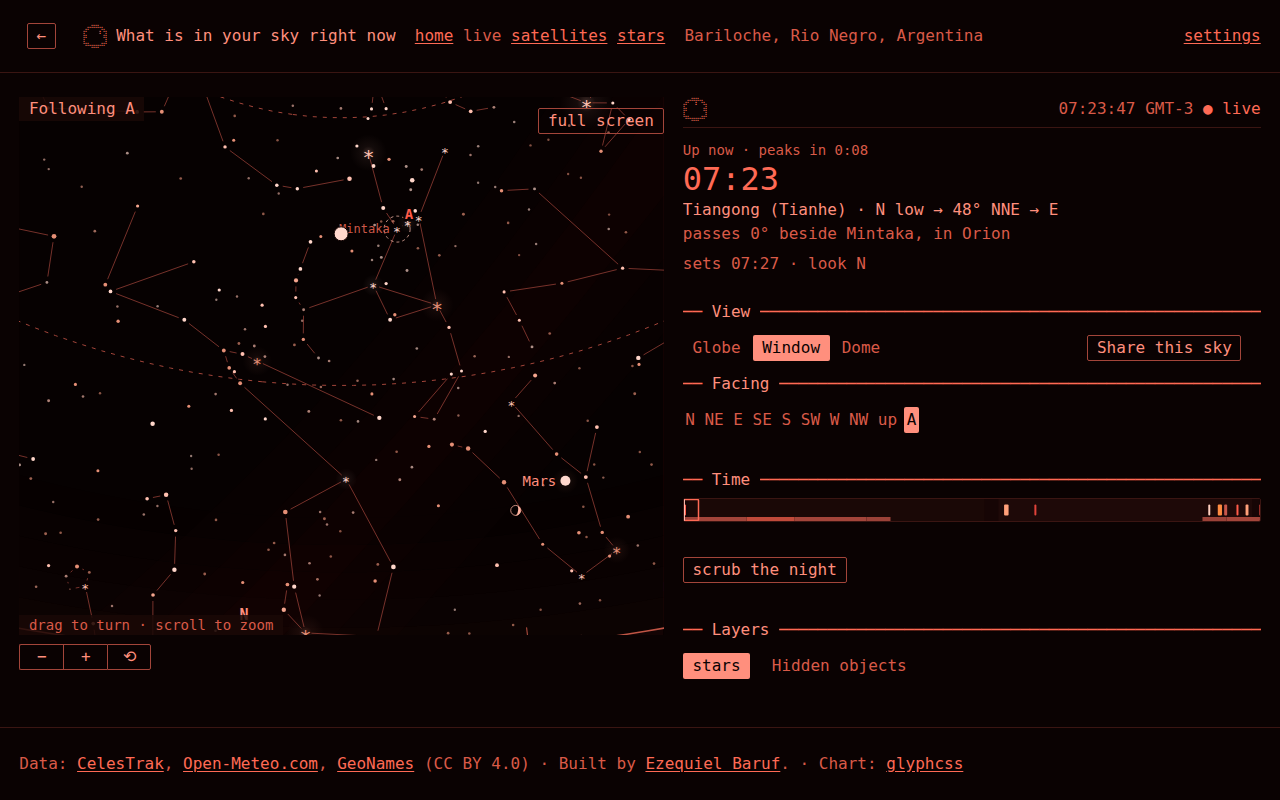 ← What is in your sky right now home live satellites stars Bariloche, Rio Negro, Argentina settings
Following A
full screen
A
Mintaka
Mars
N
drag to turn · scroll to zoom
− + ⟲
07:23:47 GMT-3 ● live
Up now · peaks in 0:08
07:23
Tiangong (Tianhe) · N low → 48° NNE → E
passes 0° beside Mintaka, in Orion
sets 07:27 · look N
View
Globe Window Dome Share this sky
Facing
N NE E SE S SW W NW up A
Time
scrub the night
Layers
stars Hidden objects
Data: CelesTrak, Open-Meteo.com, GeoNames (CC BY 4.0) · Built by Ezequiel Baruf. · Chart: glyphcss